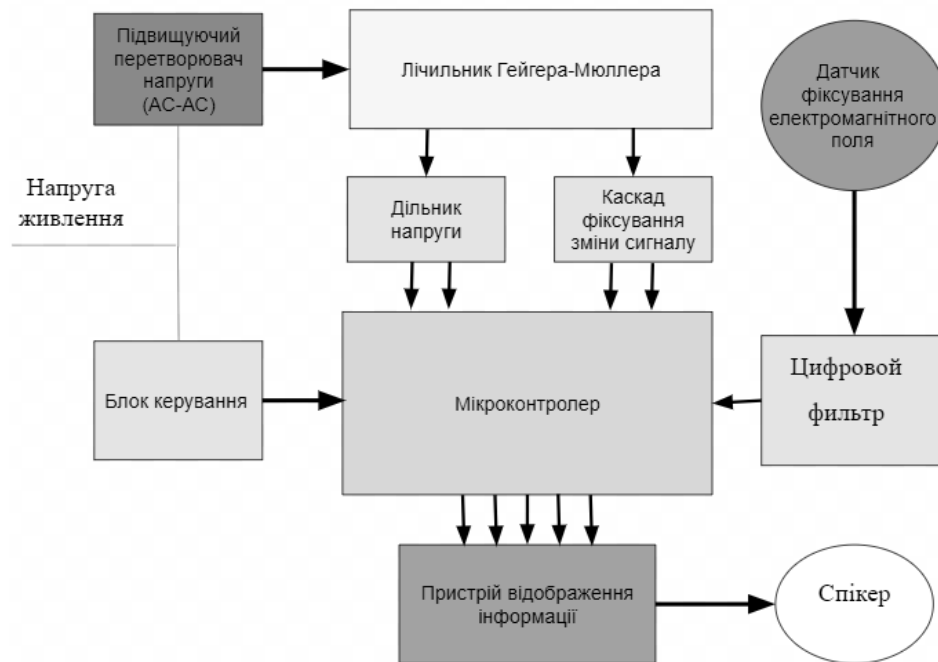 Підвищуючий
перетворювач
напруги
(AC-AC)
Лічильник Гейгера-Мюллера
Датчик
фіксування
електромагнітного
поля
Напруга
живлення
Дільник
напруги
Каскад
фіксування
зміни сигналу
Блок керування
Мікроконтролер
Цифровой
фильтр
Пристрій відображення
інформації
Спікер